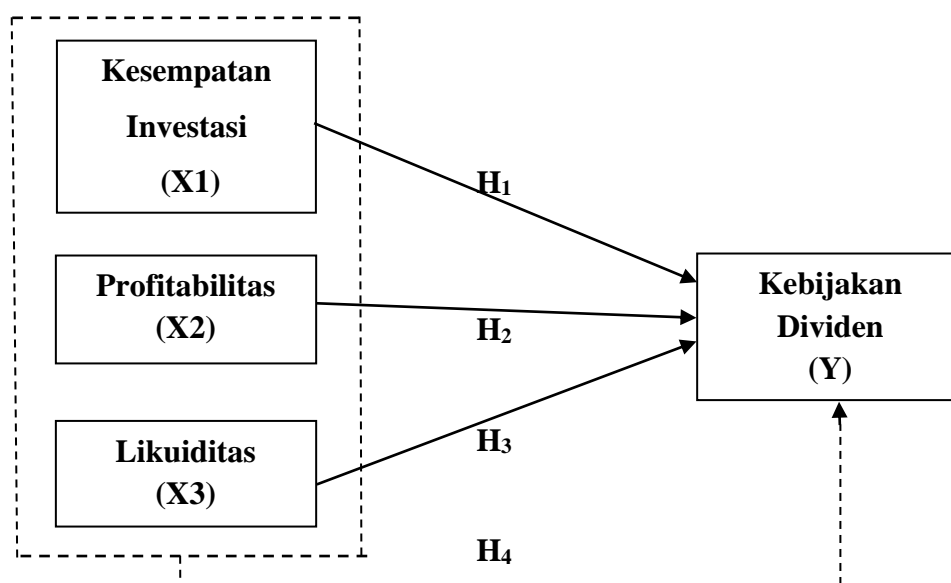 Kesempatan
Investasi
(X1)
H₁
Profitabilitas
(X2)
H₂
Kebijakan
Dividen
(Y)
Likuiditas
(X3)
H₃
H₄